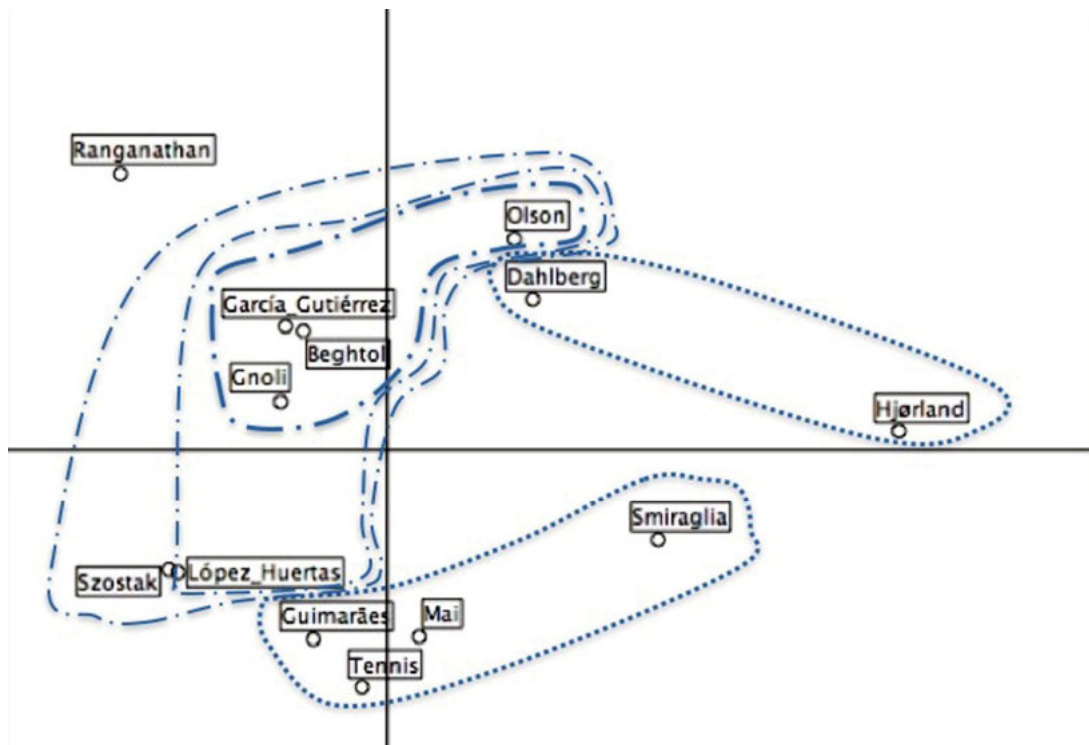 Ranganathan
Olson
Dahlberg
García_Gutiérrez
Beghtol
Gnoli
Hjørland
Smiraglia
Szostak
López_Huertas
Guimarães
Mai
Tennis